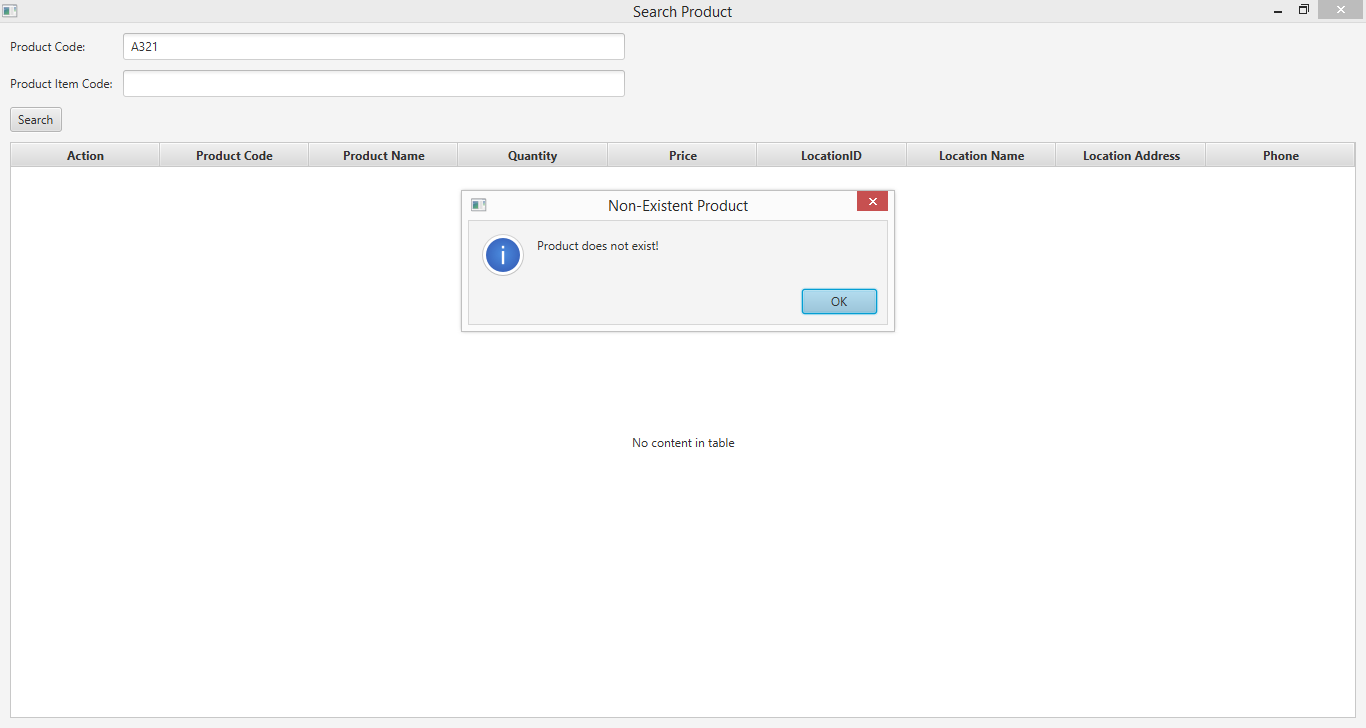 Search Product
Product Code: A321
Product Item Code:
Search
Action Product Code Product Name Quantity Price LocationID Location Name Location Address Phone
Non-Existent Product
Product does not exist!
OK
No content in table